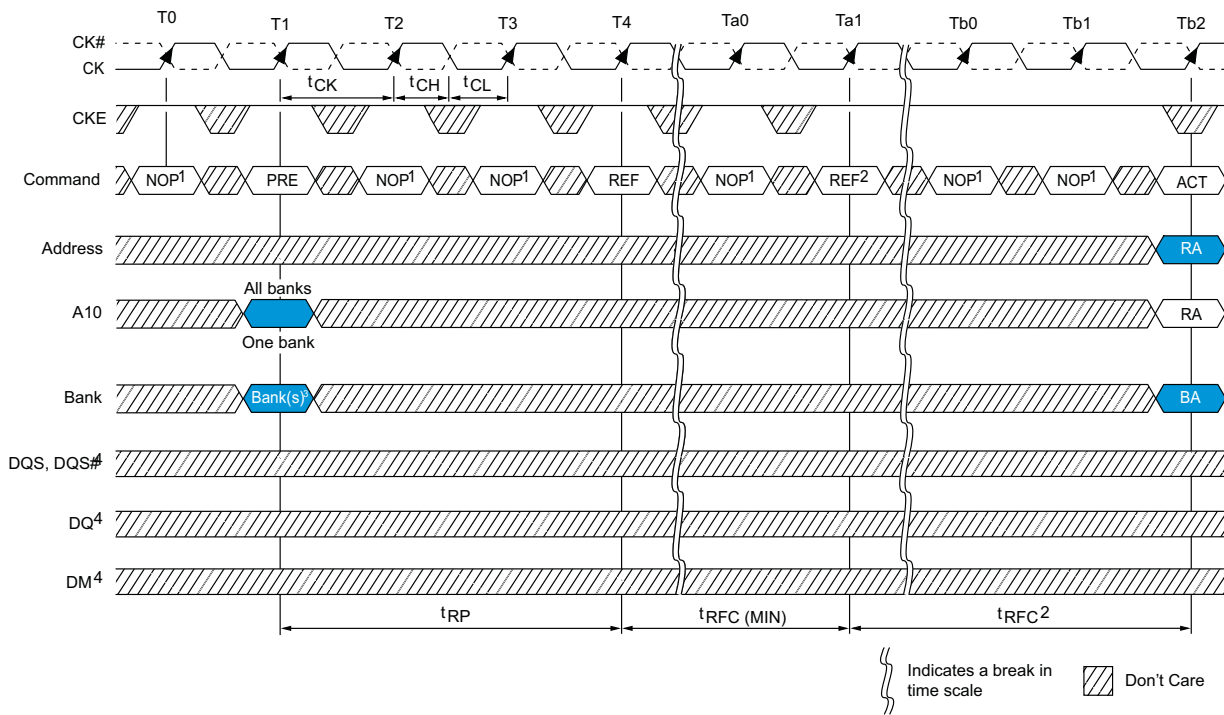 T0 T1 T2 T3 T4 Ta0 Ta1 Tb0 Tb1 Tb2
CK#
CK
tCK tCH tCL
CKE
Command NOP1 PRE NOP1 NOP1 REF NOP1 REF2 NOP1 NOP1 ACT
Address RA
All banks
A10 RA
One bank
Bank Bank(s)3 BA
DQS, DQS#4
DQ4
DM4
tRP tRFC (MIN) tRFC2
Indicates a break in
time scale
Don't Care